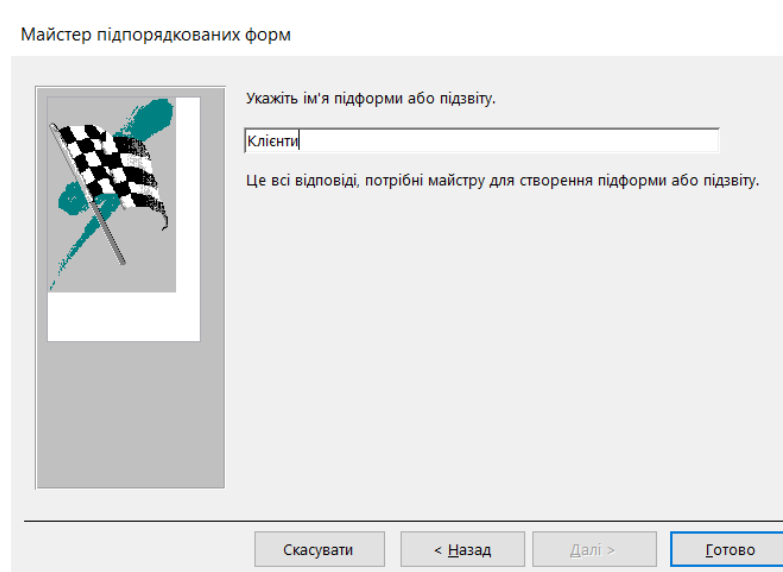 Майстер підпорядкованих форм
Укажіть ім'я підформи або підзвіту.
Клієнти
Це всі відповіді, потрібні майстру для створення підформи або підзвіту.
Скасувати
< Назад
Далі >
Готово